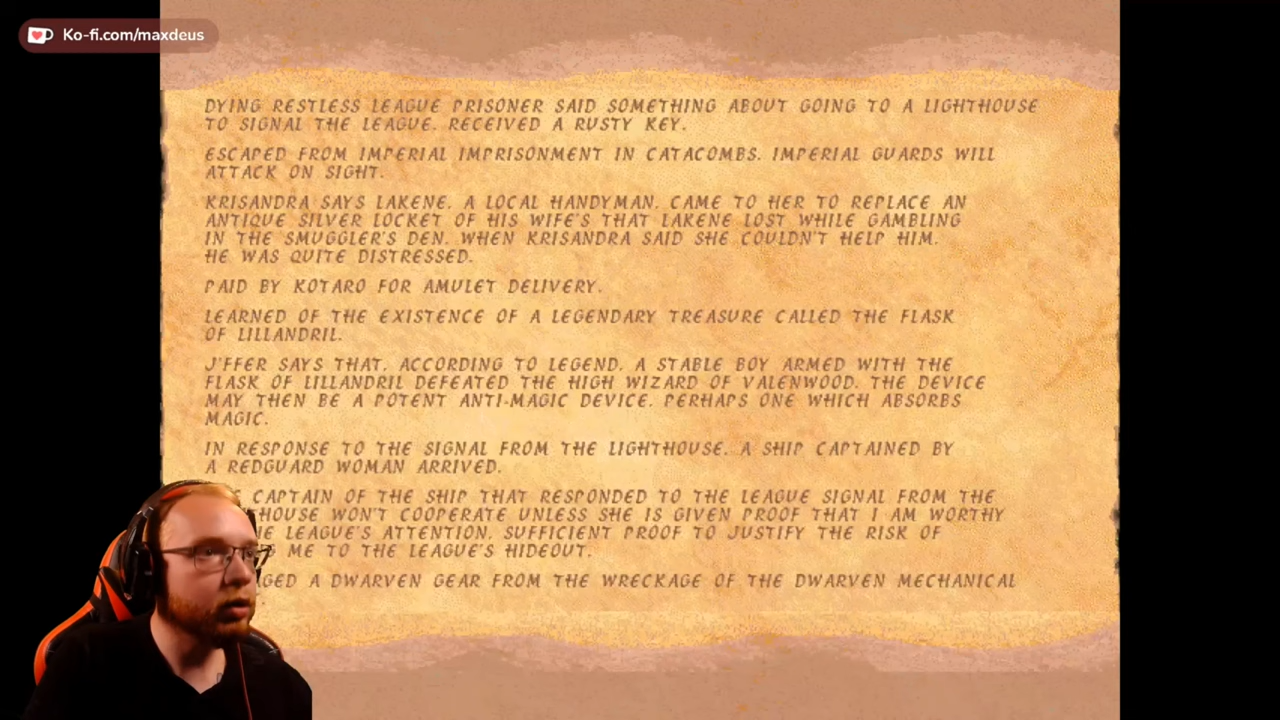 Ko-fi.com/maxdeus
DYING RESTLESS LEAGUE PRISONER SAID SOMETHING ABOUT GOING TO A LIGHTHOUSE
TO SIGNAL THE LEAGUE. RECEIVED A RUSTY KEY.
ESCAPED FROM IMPERIAL IMPRISONMENT IN CATACOMBS. IMPERIAL GUARDS WILL
ATTACK ON SIGHT.
KRISANDRA SAYS LAKENE, A LOCAL HANDYMAN, CAME TO HER TO REPLACE AN
ANTIQUE SILVER LOCKET OF HIS WIFE'S THAT LAKENE LOST WHILE GAMBLING
IN THE SMUGGLER'S DEN. WHEN KRISANDRA SAID SHE COULDN'T HELP HIM,
HE WAS QUITE DISTRESSED.
PAID BY KOTARO FOR AMULET DELIVERY.
LEARNED OF THE EXISTENCE OF A LEGENDARY TREASURE CALLED THE FLASK
OF LILLANDRIL.
J'FFER SAYS THAT, ACCORDING TO LEGEND, A STABLE BOY ARMED WITH THE
FLASK OF LILLANDRIL DEFEATED THE HIGH WIZARD OF VALENWOOD. THE DEVICE
MAY THEN BE A POTENT ANTI-MAGIC DEVICE, PERHAPS ONE WHICH ABSORBS
MAGIC.
IN RESPONSE TO THE SIGNAL FROM THE LIGHTHOUSE, A SHIP CAPTAINED BY
A REDGUARD WOMAN ARRIVED.
CAPTAIN OF THE SHIP THAT RESPONDED TO THE LEAGUE SIGNAL FROM THE
HOUSE WON'T COOPERATE UNLESS SHE IS GIVEN PROOF THAT I AM WORTHY
LEAGUE'S ATTENTION, SUFFICIENT PROOF TO JUSTIFY THE RISK OF
ME TO THE LEAGUE'S HIDEOUT.
GED A DWARVEN GEAR FROM THE WRECKAGE OF THE DWARVEN MECHANICAL